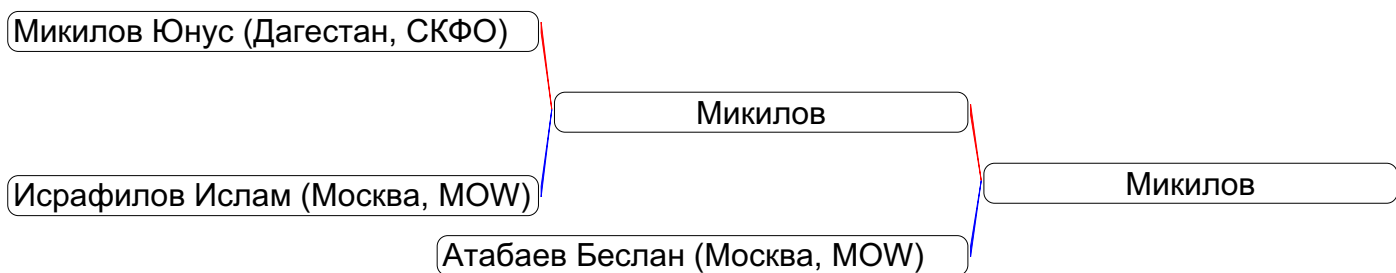 Микилов Юнус (Дагестан, СКФО)
Микилов
Исрафилов Ислам (Москва, MOW)
Микилов
Атабаев Беслан (Москва, MOW)